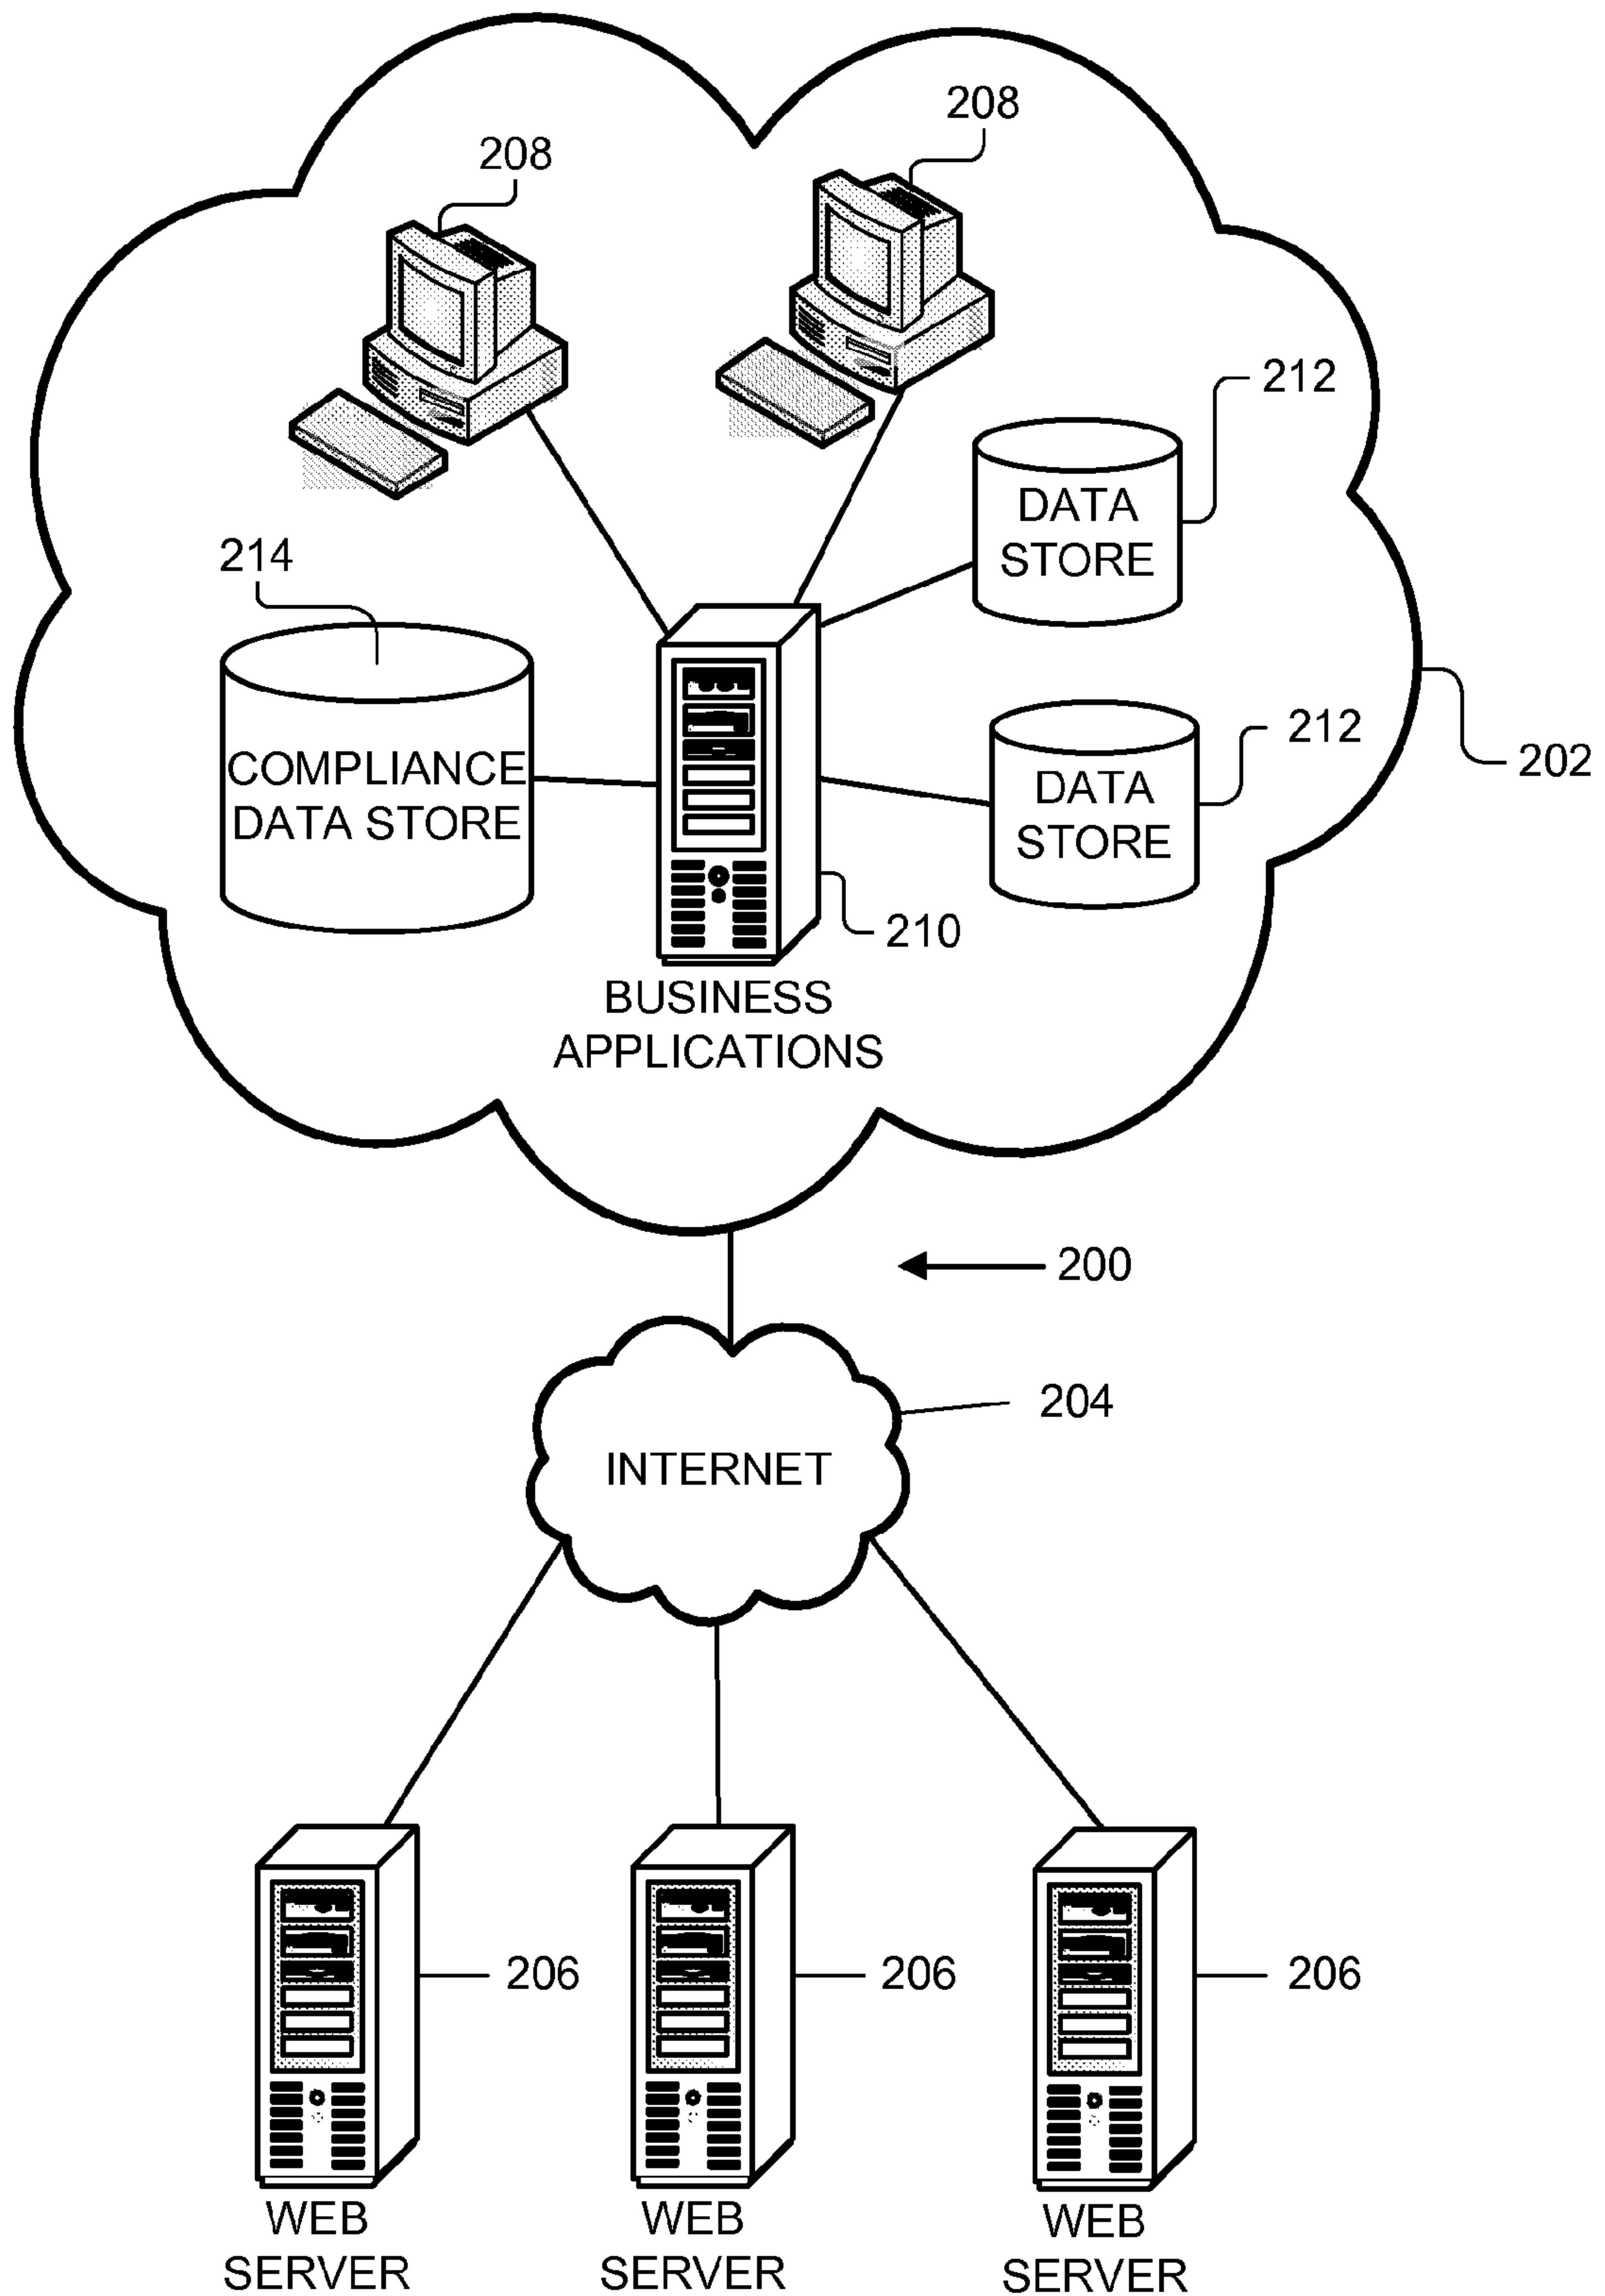 208
208
212
DATA
STORE
214
212
202
COMPLIANCE
DATA STORE
DATA
STORE
210
BUSINESS
APPLICATIONS
200
204
INTERNET
206
206
206
WEB
SERVER
WEB
SERVER
WEB
SERVER